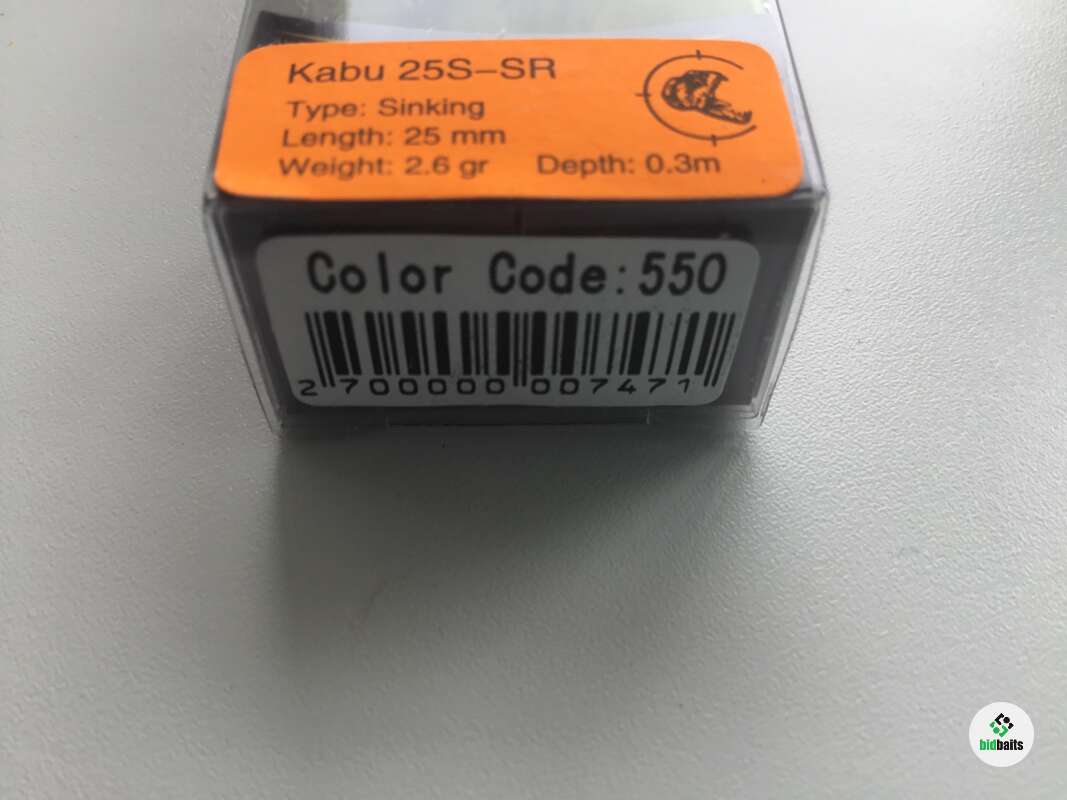 Kabu 25S-SR
Type: Sinking
Length: 25 mm
Weight: 2.6 gr Depth: 0.3m
Color Code:550
2 700000 007471
bidbaits